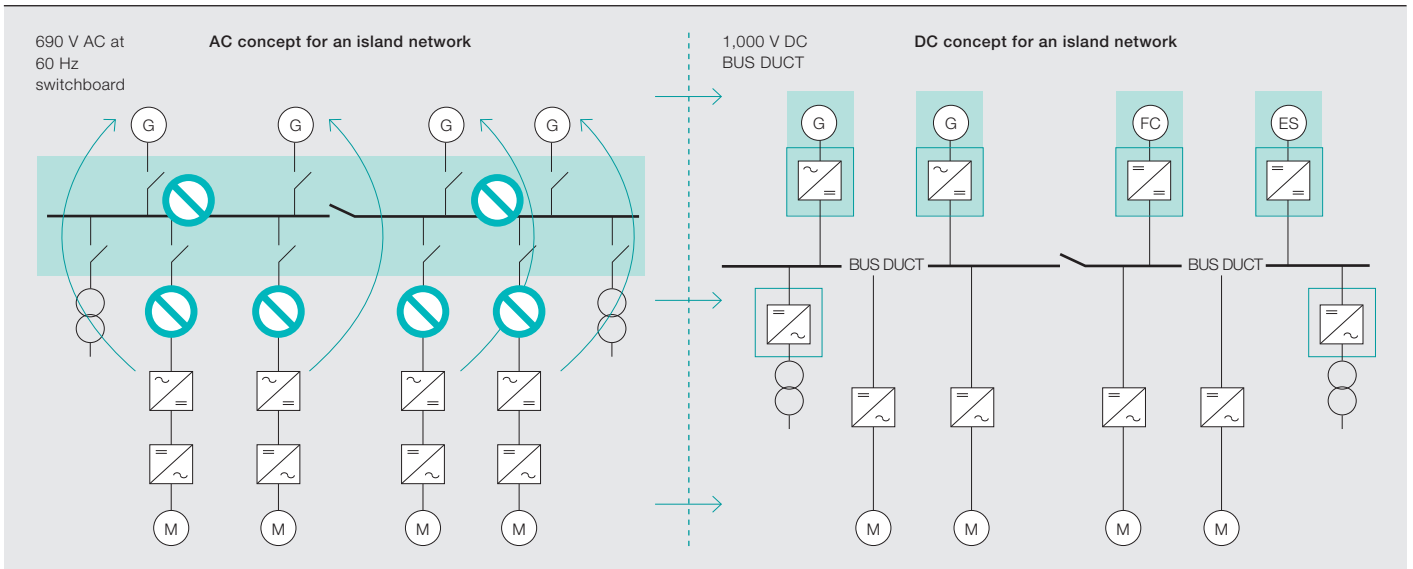 690 V AC at
60 Hz
switchboard
AC concept for an island network
G
G
G
G
M
M
M
M
1,000 V DC
BUS DUCT
DC concept for an island network
G
G
FC
ES
BUS DUCT
BUS DUCT
M
M
M
M